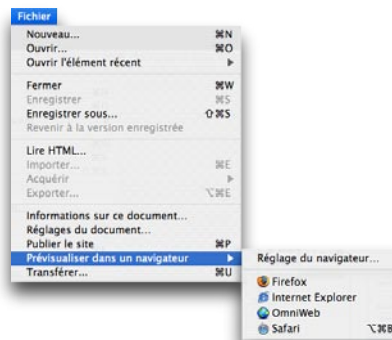 Fichier
Nouveau... ⌘N
Ouvrir... ⌘O
Ouvrir l'élément récent
Fermer ⌘W
Enregistrer ⌘S
Enregistrer sous... ⇧⌘S
Revenir à la version enregistrée
Lire HTML...
Importer... ⌘E
Acquérir
Exporter... ⌥⌘E
Informations sur ce document...
Réglages du document...
Publier le site ⌘P
Prévisualiser dans un navigateur
Transférer... ⌘U
Réglage du navigateur...
Firefox
Internet Explorer
OmniWeb
Safari ⌥⌘B